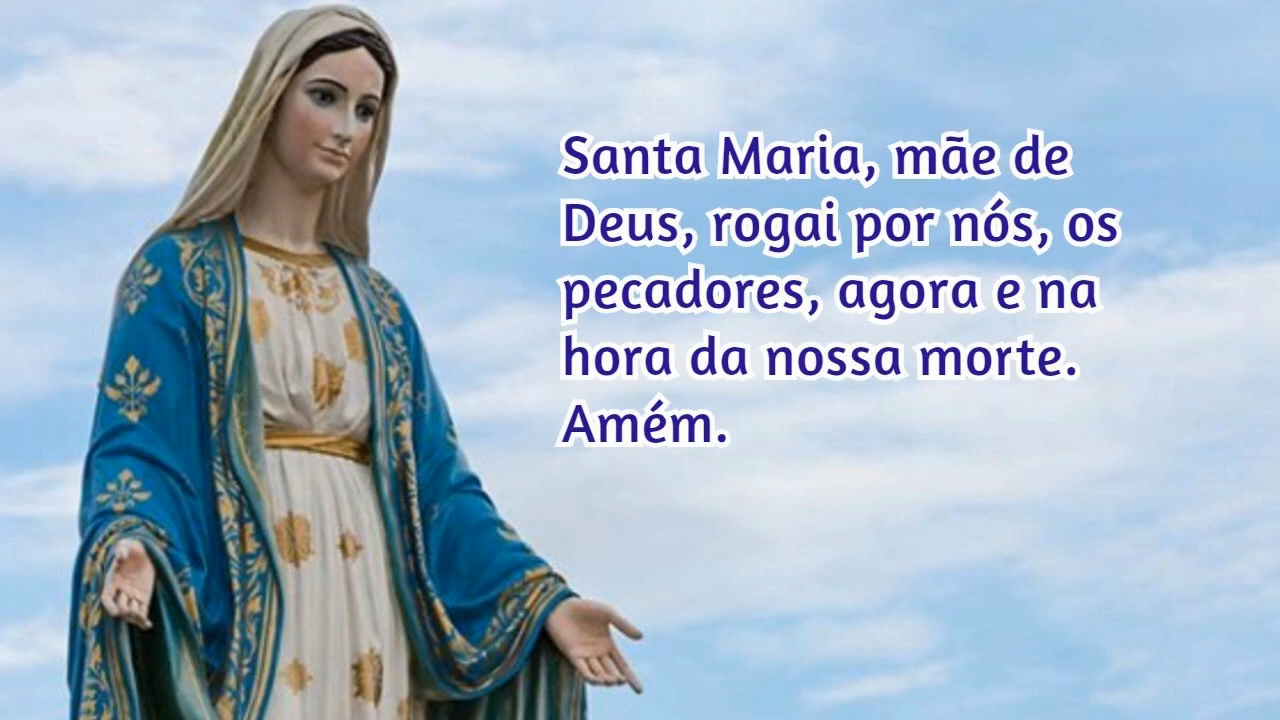 Santa Maria, mãe de
Deus, rogai por nós, os
pecadores, agora e na
hora da nossa morte.
Amém.